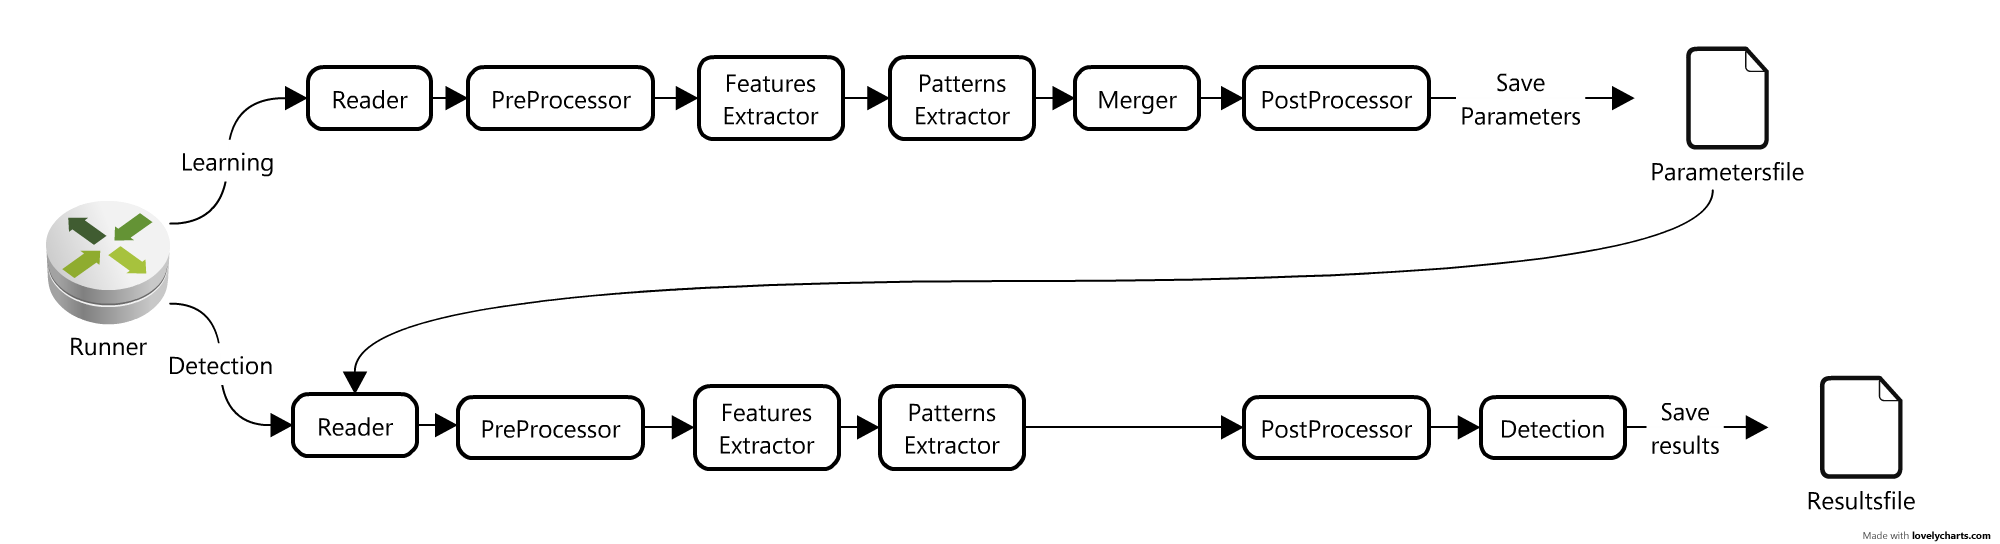 Learning
Reader
PreProcessor
Features
Extractor
Patterns
Extractor
Merger
PostProcessor
Save
Parameters
Parametersfile
Runner
Detection
Reader
PreProcessor
Features
Extractor
Patterns
Extractor
PostProcessor
Detection
Save
results
Resultsfile
Made with lovelycharts.com